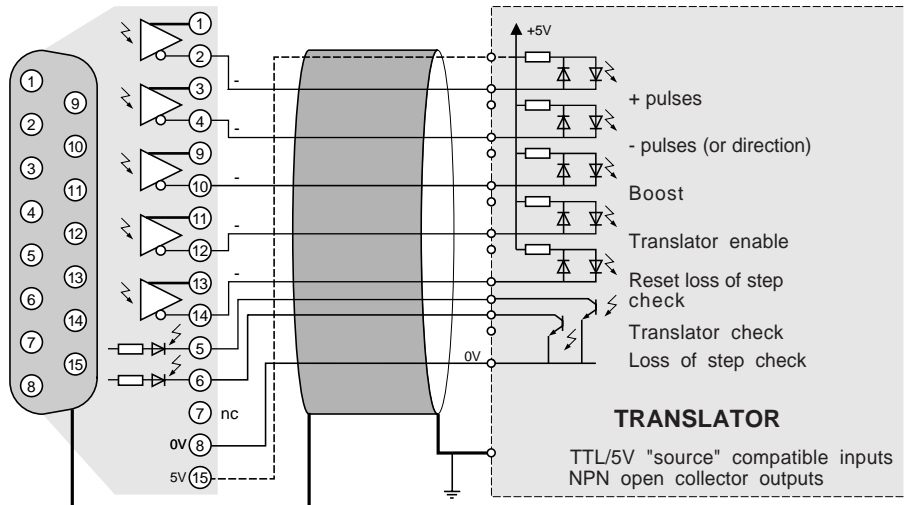 1
2
3
4
5
6
7
8
9
10
11
12
13
14
15
1
2
-
3
4
-
9
10
-
11
12
-
13
14
-
5
6
7 nc
0V 8
5V 15
0V
+5V
+ pulses
- pulses (or direction)
Boost
Translator enable
Reset loss of step
check
Translator check
Loss of step check
TRANSLATOR
TTL/5V "source" compatible inputs
NPN open collector outputs